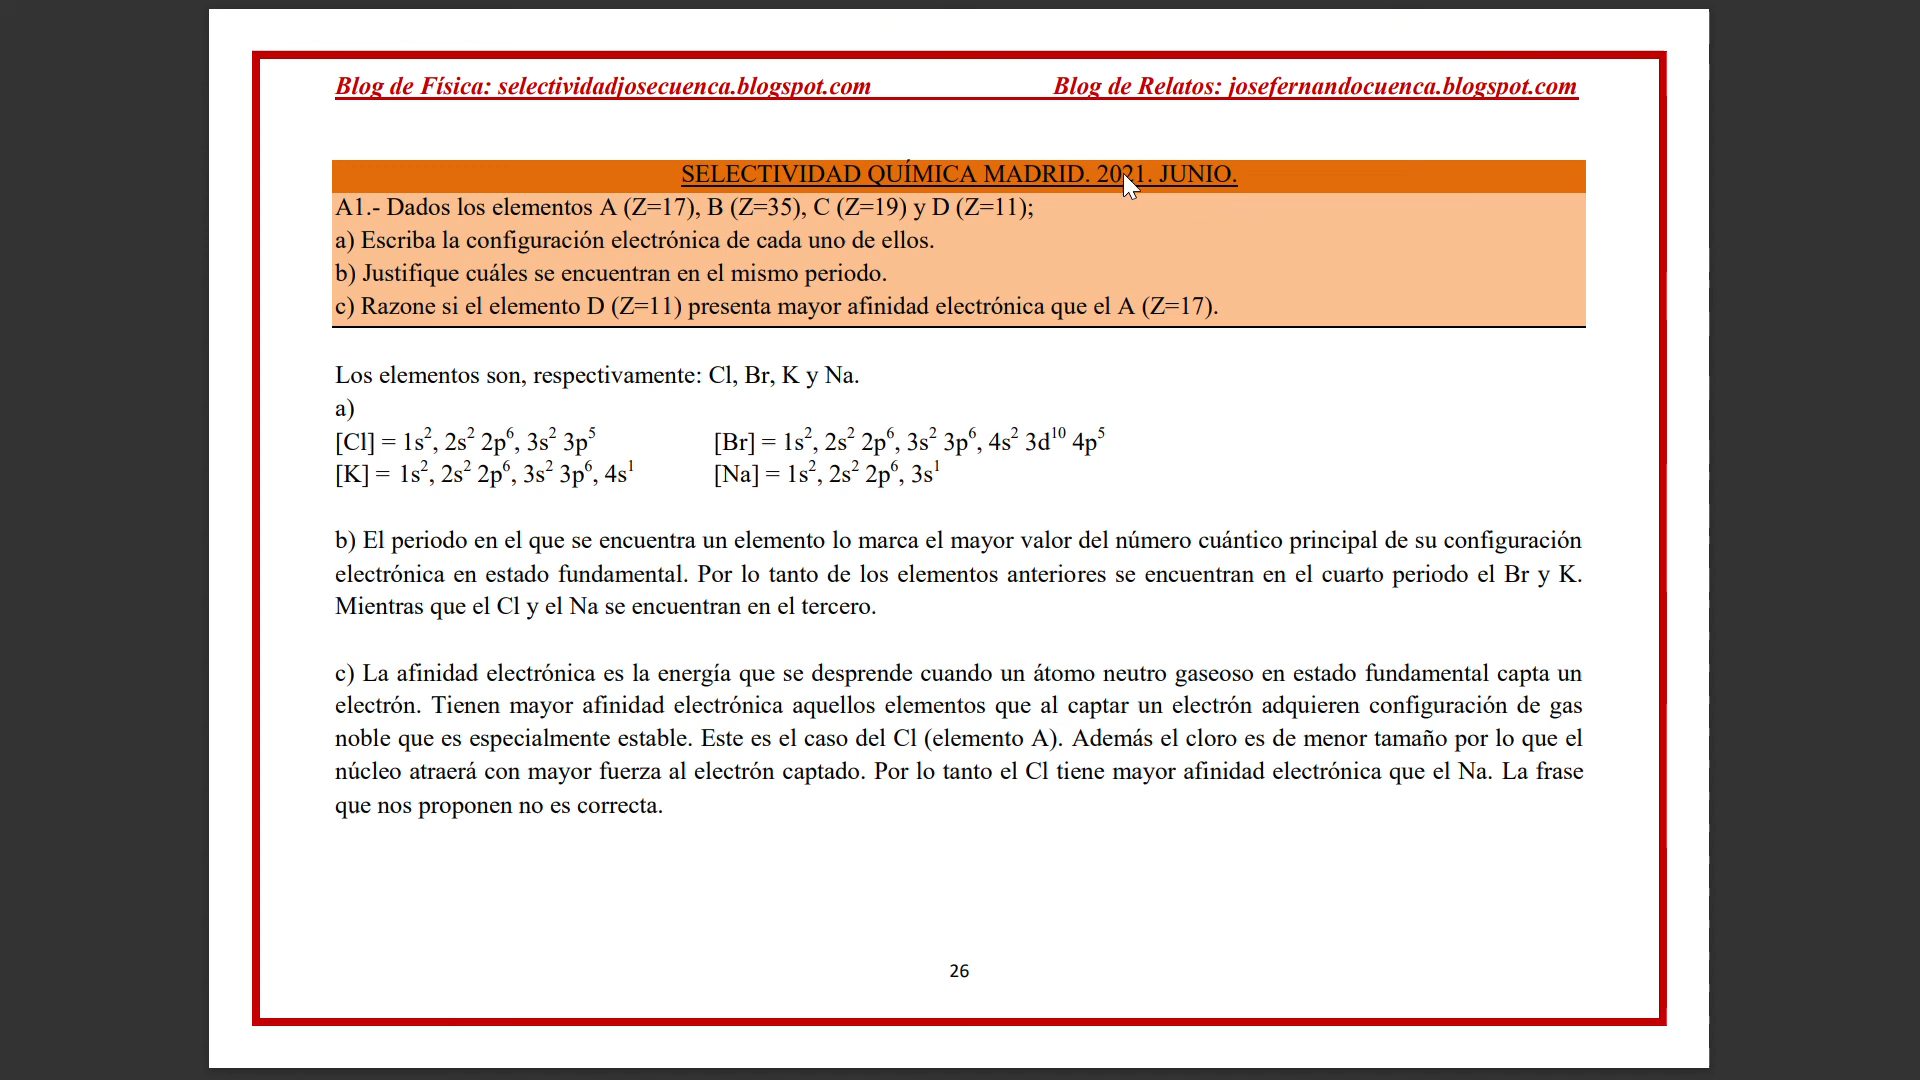 Blog de Física: selectividadjosecuenca.blogspot.com Blog de Relatos: josefernandocuenca.blogspot.com
SELECTIVIDAD QUÍMICA MADRID. 2021. JUNIO.
A1.- Dados los elementos A (Z=17), B (Z=35), C (Z=19) y D (Z=11);
a) Escriba la configuración electrónica de cada uno de ellos.
b) Justifique cuáles se encuentran en el mismo periodo.
c) Razone si el elemento D (Z=11) presenta mayor afinidad electrónica que el A (Z=17).
Los elementos son, respectivamente: Cl, Br, K y Na.
a)
[Cl] = 1s², 2s² 2p⁶, 3s² 3p⁵ [Br] = 1s², 2s² 2p⁶, 3s² 3p⁶, 4s² 3d¹⁰ 4p⁵
[K] = 1s², 2s² 2p⁶, 3s² 3p⁶, 4s¹ [Na] = 1s², 2s² 2p⁶, 3s¹
b) El periodo en el que se encuentra un elemento lo marca el mayor valor del número cuántico principal de su configuración
electrónica en estado fundamental. Por lo tanto de los elementos anteriores se encuentran en el cuarto periodo el Br y K.
Mientras que el Cl y el Na se encuentran en el tercero.
c) La afinidad electrónica es la energía que se desprende cuando un átomo neutro gaseoso en estado fundamental capta un
electrón. Tienen mayor afinidad electrónica aquellos elementos que al captar un electrón adquieren configuración de gas
noble que es especialmente estable. Este es el caso del Cl (elemento A). Además el cloro es de menor tamaño por lo que el
núcleo atraerá con mayor fuerza al electrón captado. Por lo tanto el Cl tiene mayor afinidad electrónica que el Na. La frase
que nos proponen no es correcta.
26